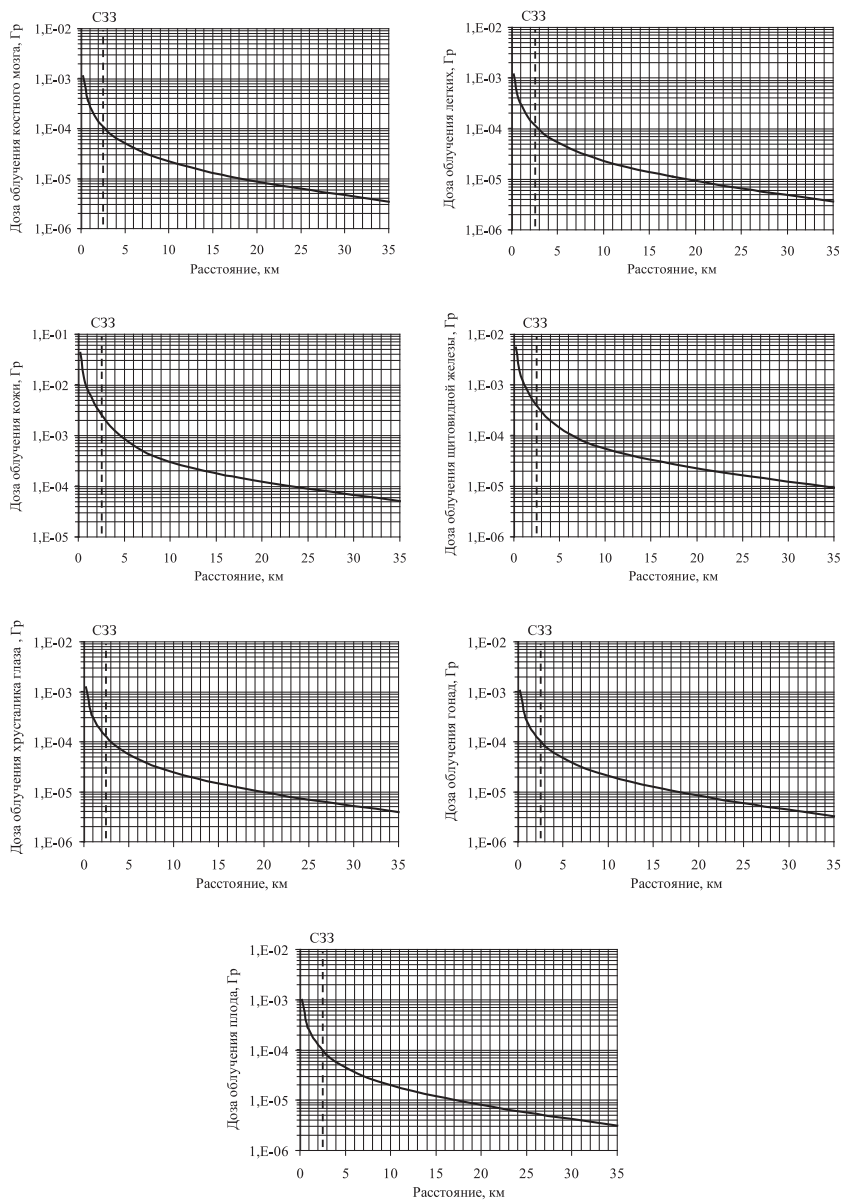 СЗЗ
Доза облучения костного мозга, Гр
1,E-02
1,E-03
1,E-04
1,E-05
1,E-06
0 5 10 15 20 25 30 35
Расстояние, км
СЗЗ
Доза облучения легких, Гр
1,E-02
1,E-03
1,E-04
1,E-05
1,E-06
0 5 10 15 20 25 30 35
Расстояние, км
СЗЗ
Доза облучения кожи, Гр
1,E-01
1,E-02
1,E-03
1,E-04
1,E-05
0 5 10 15 20 25 30 35
Расстояние, км
СЗЗ
Доза облучения щитовидной железы , Гр
1,E-02
1,E-03
1,E-04
1,E-05
1,E-06
0 5 10 15 20 25 30 35
Расстояние, км
СЗЗ
Доза облучения хрусталика глаза , Гр
1,E-02
1,E-03
1,E-04
1,E-05
1,E-06
0 5 10 15 20 25 30 35
Расстояние, км
СЗЗ
Доза облучения гонад, Гр
1,E-02
1,E-03
1,E-04
1,E-05
1,E-06
0 5 10 15 20 25 30 35
Расстояние, км
СЗЗ
Доза облучения плода, Гр
1,E-02
1,E-03
1,E-04
1,E-05
1,E-06
0 5 10 15 20 25 30 35
Расстояние, км